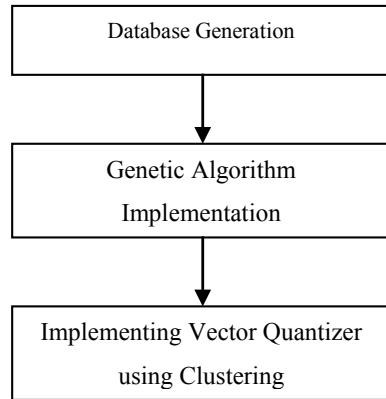 Database Generation
Genetic Algorithm
Implementation
Implementing Vector Quantizer
using Clustering